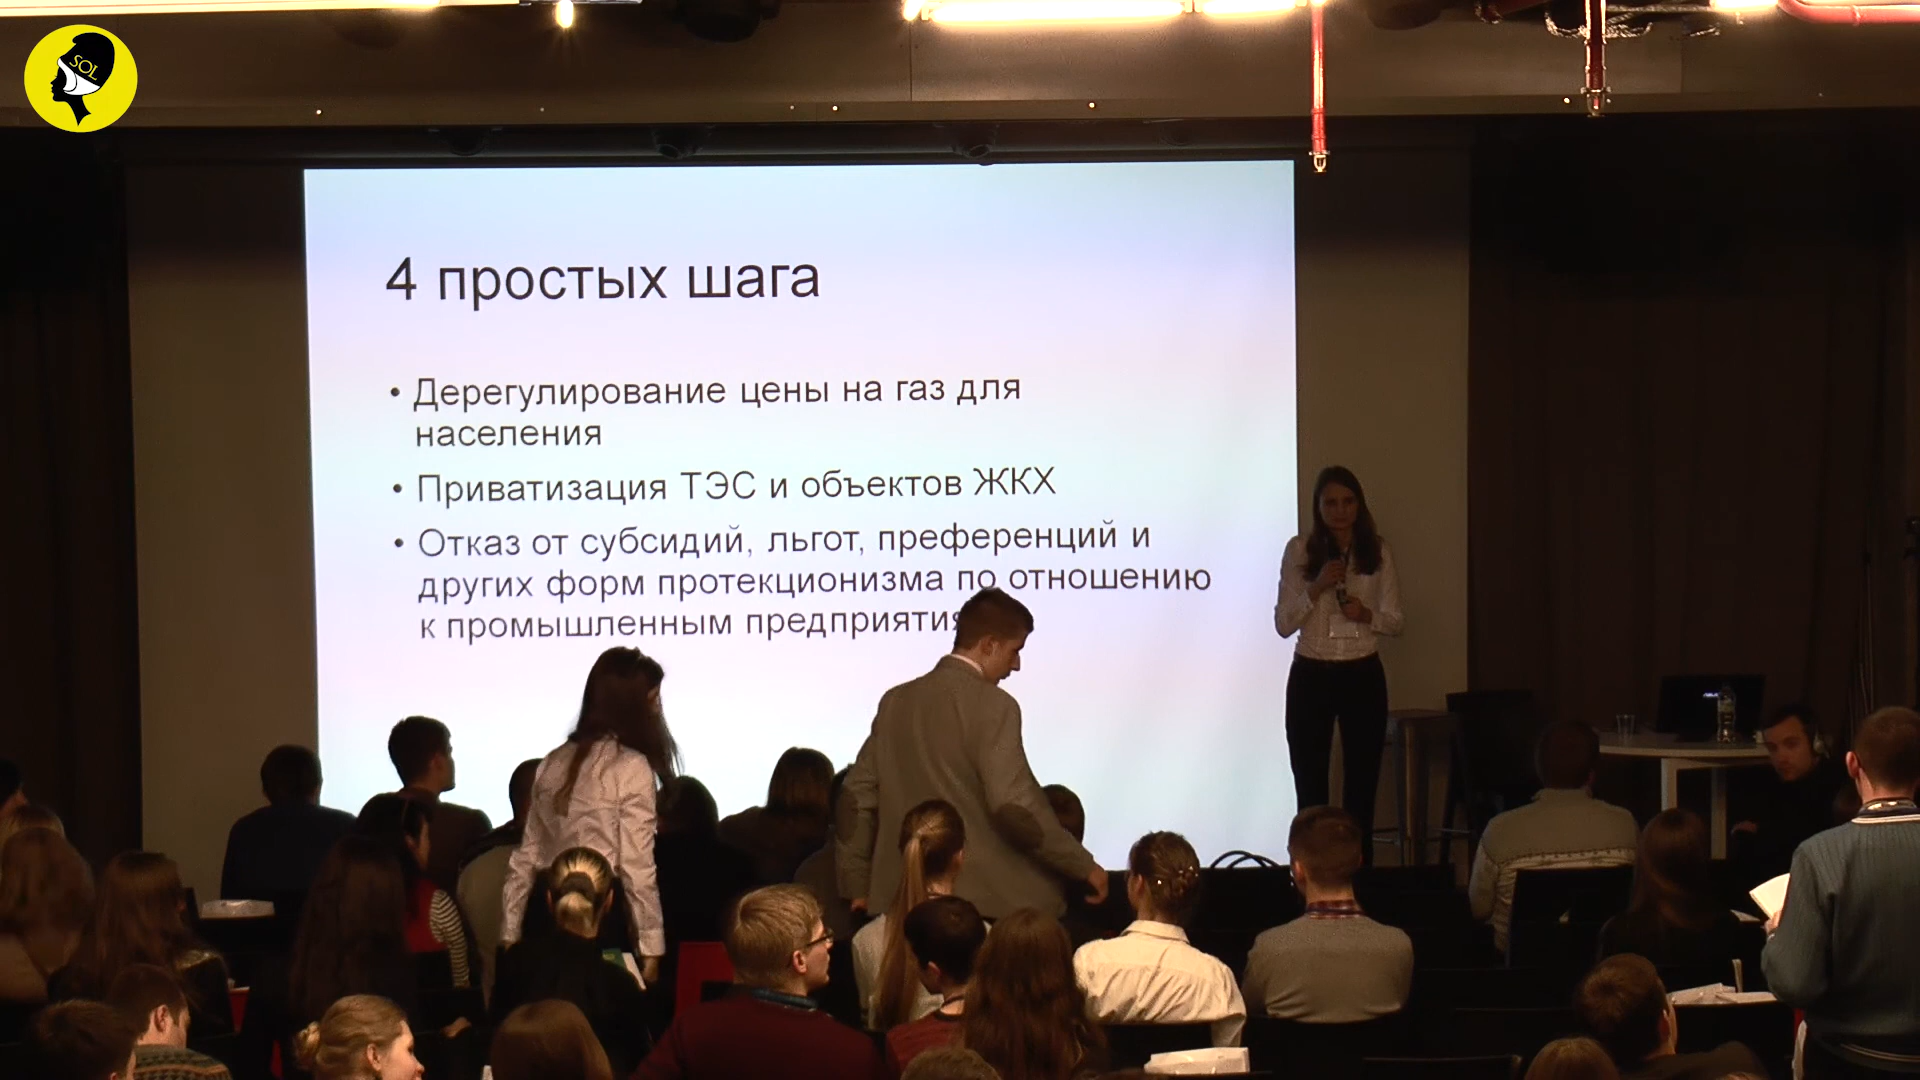 SOL
4 простых шага
• Дерегулирование цены на газ для
населения
• Приватизация ТЭС и объектов ЖКХ
• Отказ от субсидий, льгот, преференций и
других форм протекционизма по отношению
к промышленным